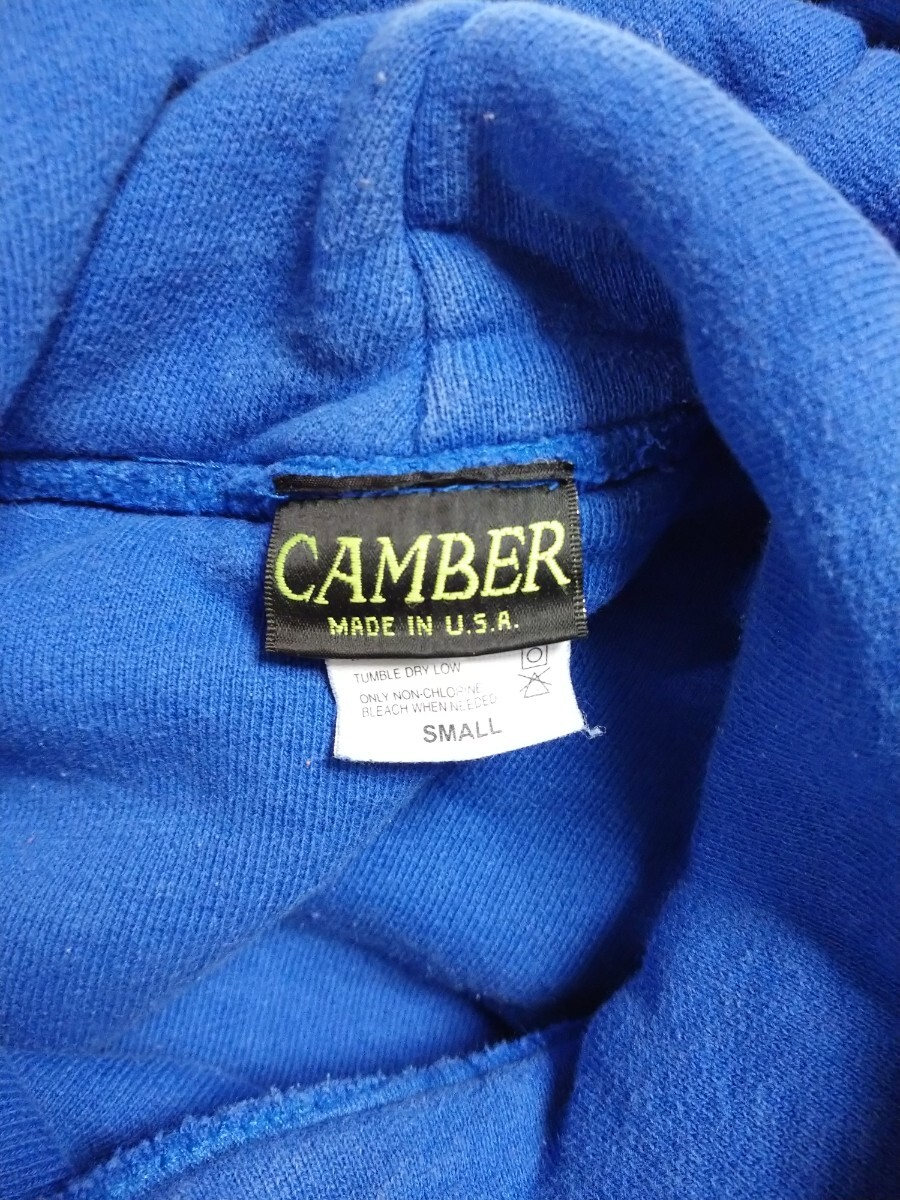 CAMBER
MADE IN U.S.A.
TUMBLE DRY LOW
ONLY NON-CHLORINE
BLEACH WHEN NEEDED
SMALL